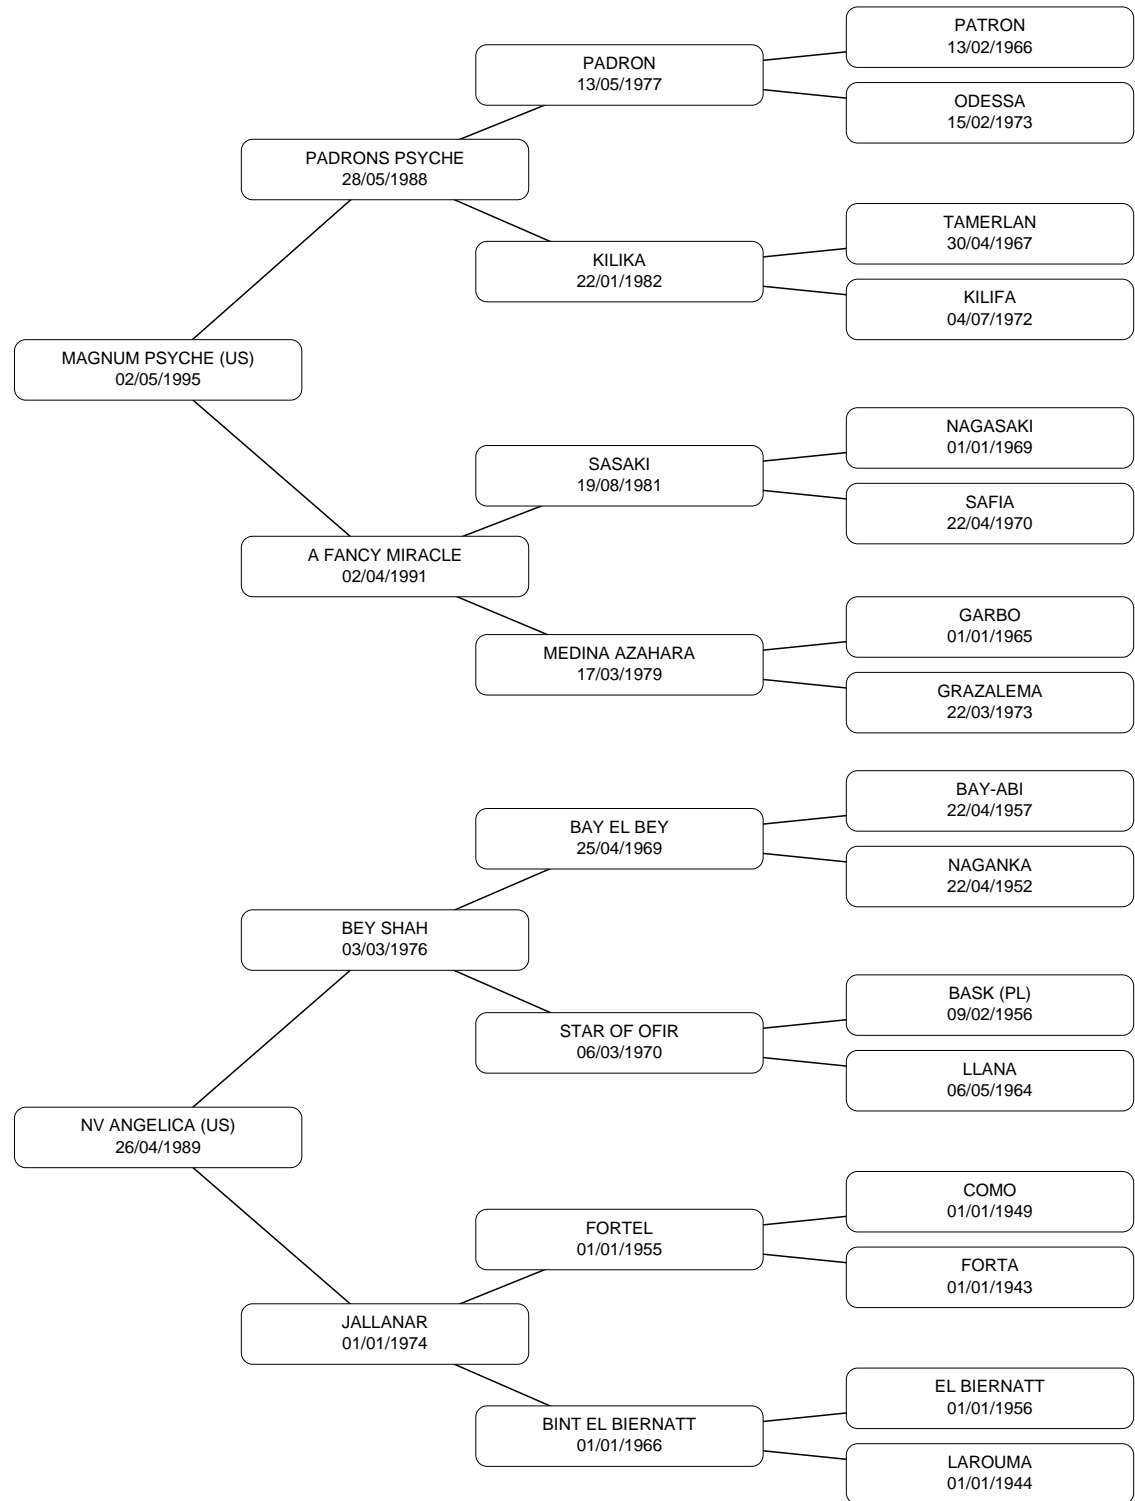 PATRON
13/02/1966
PADRON
13/05/1977
ODESSA
15/02/1973
PADRONS PSYCHE
28/05/1988
TAMERLAN
30/04/1967
KILIKA
22/01/1982
KILIFA
04/07/1972
MAGNUM PSYCHE (US)
02/05/1995
NAGASAKI
01/01/1969
SASAKI
19/08/1981
SAFIA
22/04/1970
A FANCY MIRACLE
02/04/1991
GARBO
01/01/1965
MEDINA AZAHARA
17/03/1979
GRAZALEMA
22/03/1973
BAY-ABI
22/04/1957
BAY EL BEY
25/04/1969
NAGANKA
22/04/1952
BEY SHAH
03/03/1976
BASK (PL)
09/02/1956
STAR OF OFIR
06/03/1970
LLANA
06/05/1964
NV ANGELICA (US)
26/04/1989
COMO
01/01/1949
FORTEL
01/01/1955
FORTA
01/01/1943
JALLANAR
01/01/1974
EL BIERNATT
01/01/1956
BINT EL BIERNATT
01/01/1966
LAROUMA
01/01/1944